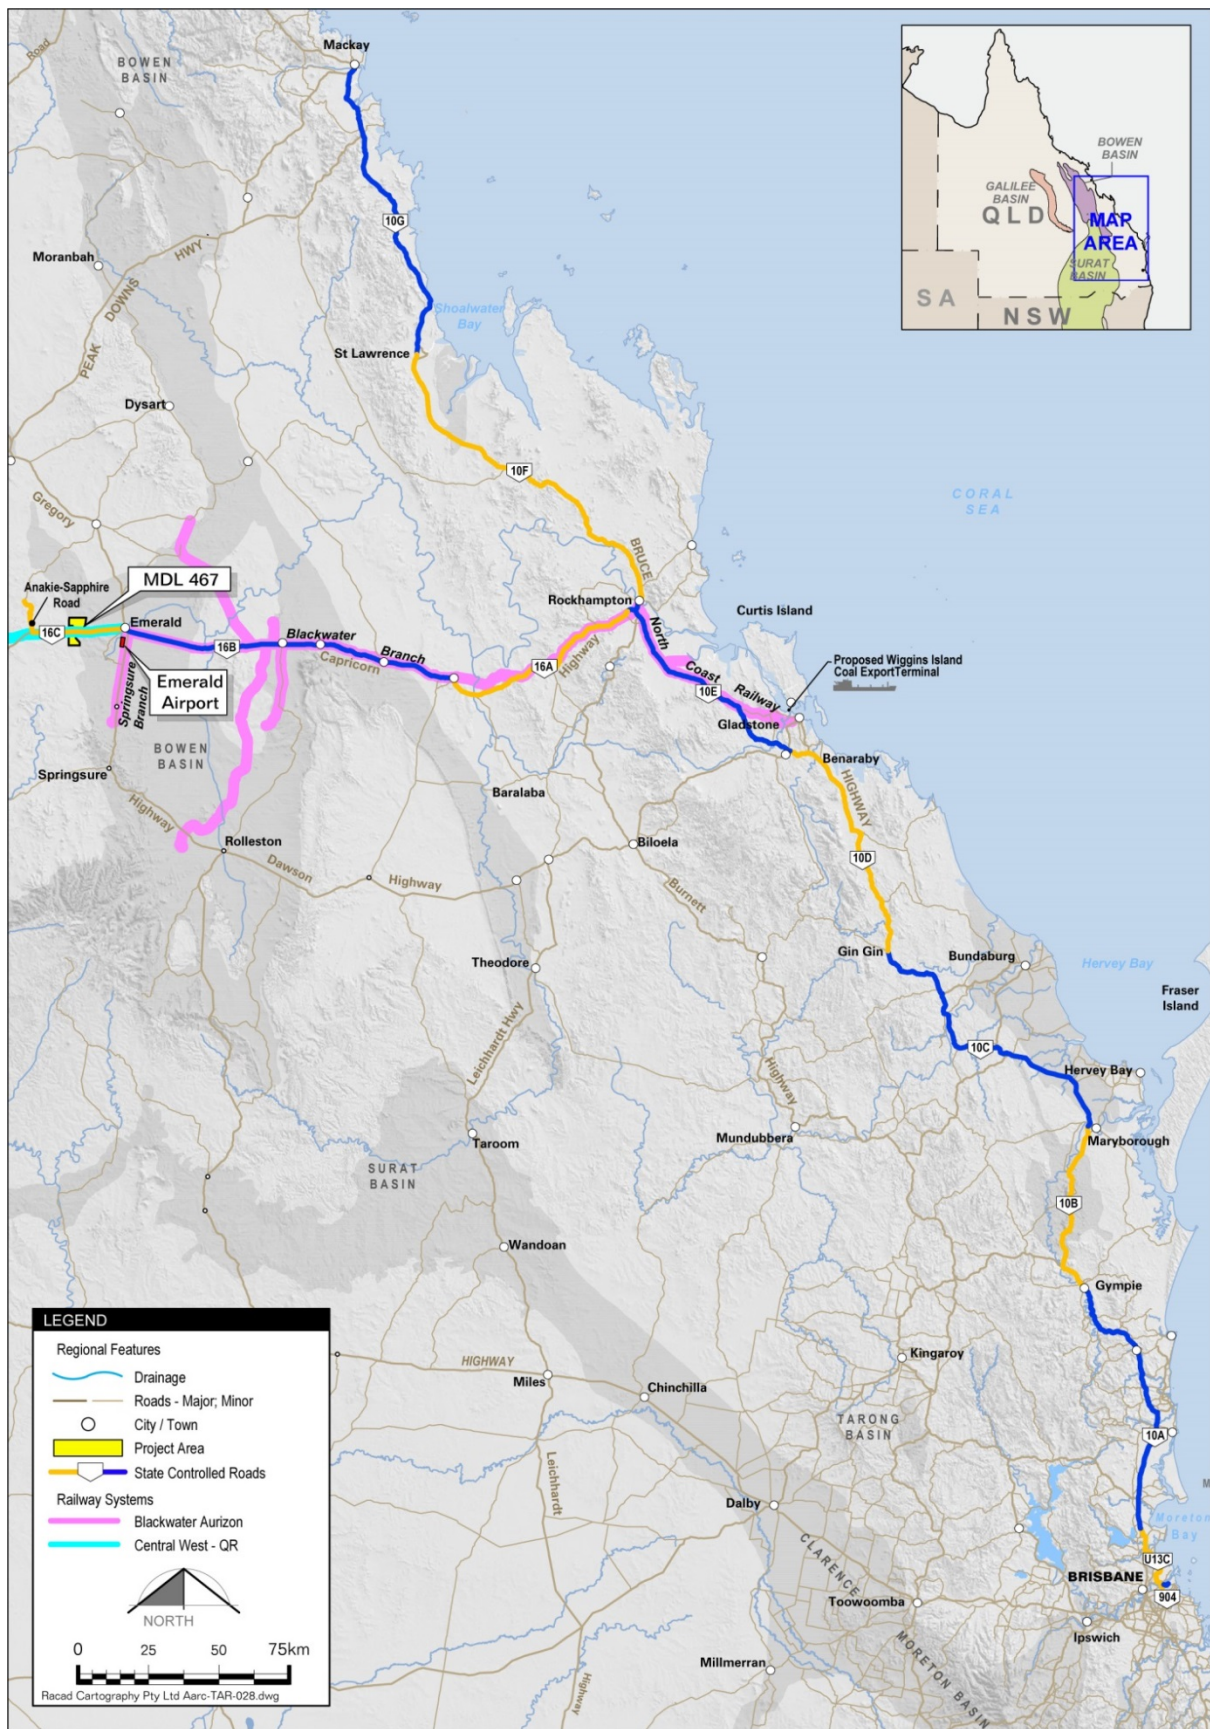 Mackay
Road
BOWEN
BASIN
10G
Moranbah
HWY
DOWNS
PEAK
Shoalwater
Bay
St Lawrence
Dysart
10F
CORAL
SEA
Gregory
BRUCE
MDL 467
Anakie-Sapphire
Road
Rockhampton
Curtis Island
16C
Emerald
16B
Blackwater
Capricorn
Branch
16A
Highway
North
Coast
Railway
10E
Proposed Wiggins Island
Coal ExportTerminal
Emerald
Airport
Springsure
Branch
Gladstone
BOWEN
BASIN
Benaraby
Springsure
HIGHWAY
Baralaba
Highway
Rolleston
Biloela
10D
Dawson
Highway
Burnett
Gin Gin
Bundaburg
Hervey Bay
Theodore
Fraser
Island
Leichhardt Hwy
10C
Hervey Bay
Highway
Mundubbera
Maryborough
Taroom
SURAT
BASIN
10B
Wandoan
Gympie
HIGHWAY
Kingaroy
Miles
Chinchilla
TARONG
BASIN
10A
Leichhardt
Dalby
M
Moreton
Bay
CLARENCE
U13C
BRISBANE
904
Toowoomba
Ipswich
MORETON BASIN
Millmerran
Highway
BOWEN
BASIN
GALILEE
BASIN
QLD
MAP
AREA
SURAT
BASIN
SA
NSW
LEGEND
Regional Features
Drainage
Roads - Major; Minor
City / Town
Project Area
State Controlled Roads
Railway Systems
Blackwater Aurizon
Central West - QR
NORTH
0 25 50 75km
Racad Cartography Pty Ltd Aarc-TAR-028.dwg